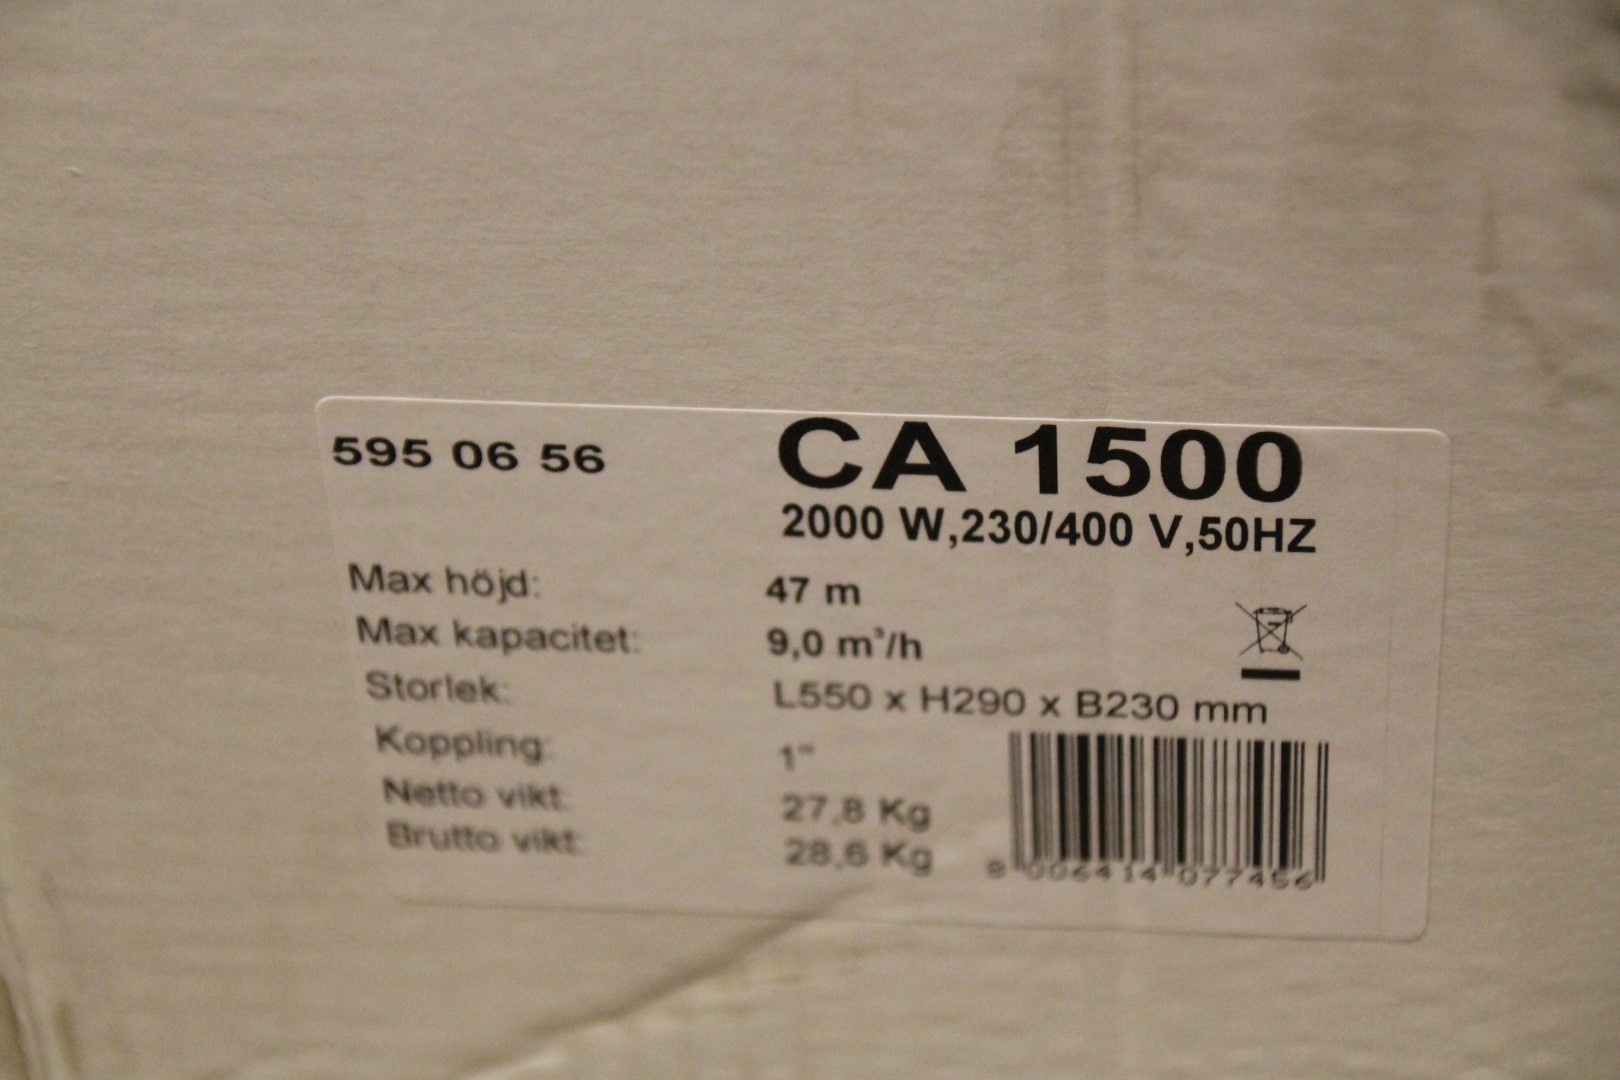 595 06 56
CA 1500
2000 W,230/400 V,50HZ
Max höjd: 47 m
Max kapacitet: 9,0 m³/h
Storlek: L550 x H290 x B230 mm
Koppling: 1"
Netto vikt: 27,8 Kg
Brutto vikt: 28,6 Kg
8 006414 077456